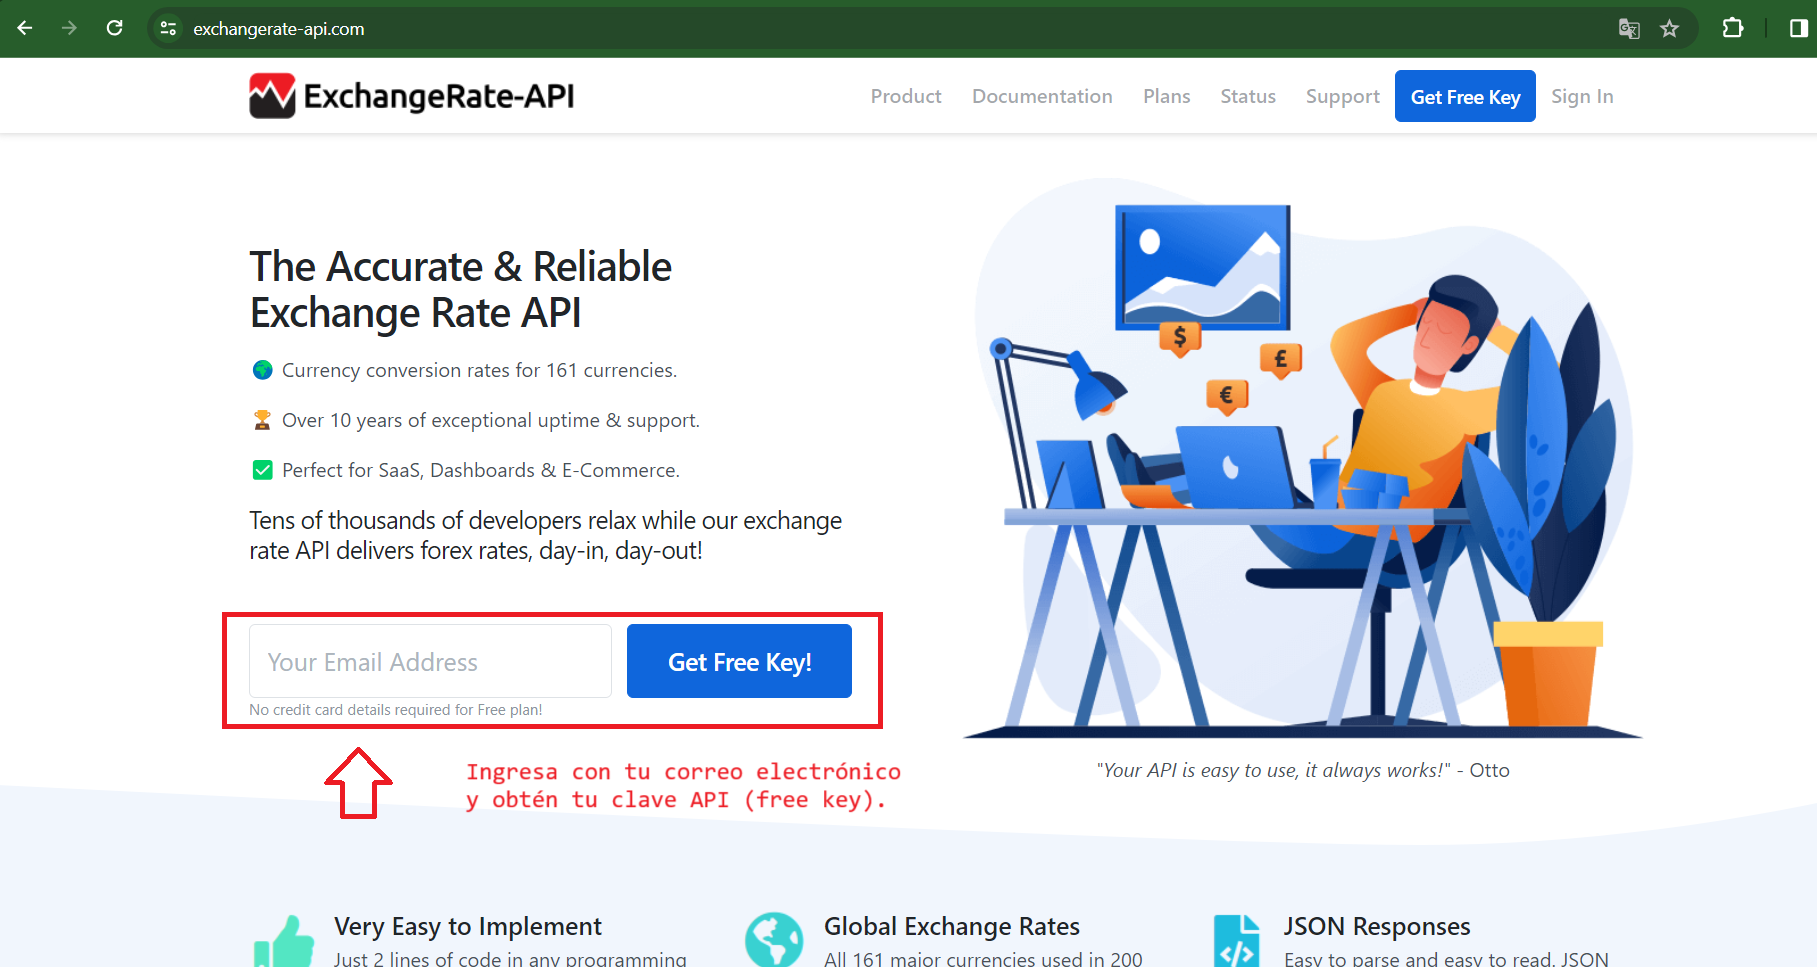 exchangerate-api.com
ExchangeRate-API
Product Documentation Plans Status Support Get Free Key Sign In
The Accurate & Reliable
Exchange Rate API
Currency conversion rates for 161 currencies.
Over 10 years of exceptional uptime & support.
Perfect for SaaS, Dashboards & E-Commerce.
Tens of thousands of developers relax while our exchange
rate API delivers forex rates, day-in, day-out!
Your Email Address
Get Free Key!
No credit card details required for Free plan!
Ingresa con tu correo electrónico
y obtén tu clave API (free key).
$
£
€
"Your API is easy to use, it always works!" - Otto
Very Easy to Implement
Just 2 lines of code in any programming
Global Exchange Rates
All 161 major currencies used in 200
JSON Responses
Easy to parse and easy to read. JSON